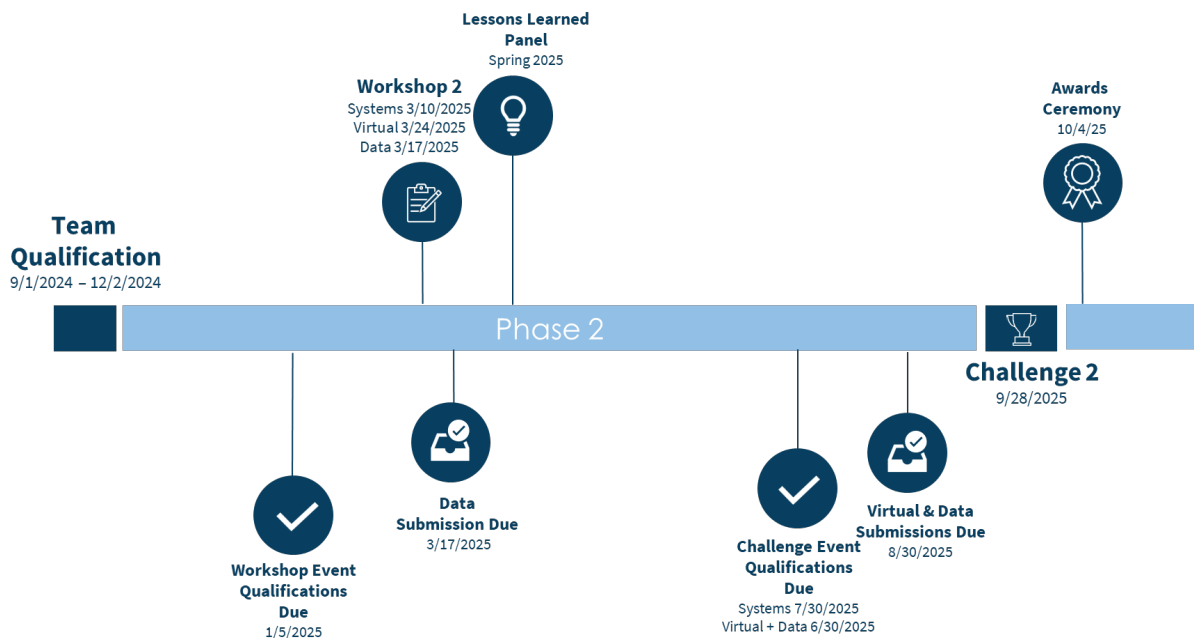 Lessons Learned
Panel
Spring 2025
Workshop 2
Systems 3/10/2025
Virtual 3/24/2025
Data 3/17/2025
Awards
Ceremony
10/4/25
Team
Qualification
9/1/2024 – 12/2/2024
Phase 2
Challenge 2
9/28/2025
Workshop Event
Qualifications
Due
1/5/2025
Data
Submission Due
3/17/2025
Challenge Event
Qualifications
Due
Systems 7/30/2025
Virtual + Data 6/30/2025
Virtual & Data
Submissions Due
8/30/2025